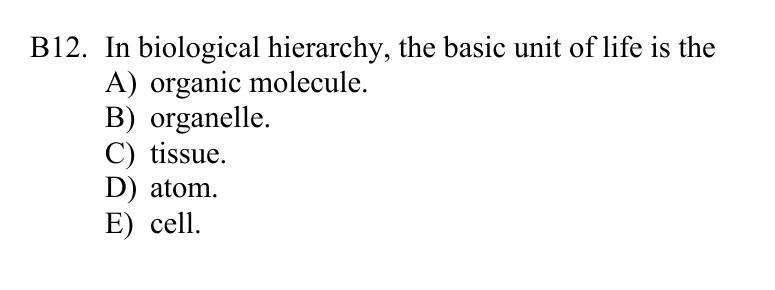 B12. In biological hierarchy, the basic unit of life is the
A) organic molecule.
B) organelle.
C) tissue.
D) atom.
E) cell.